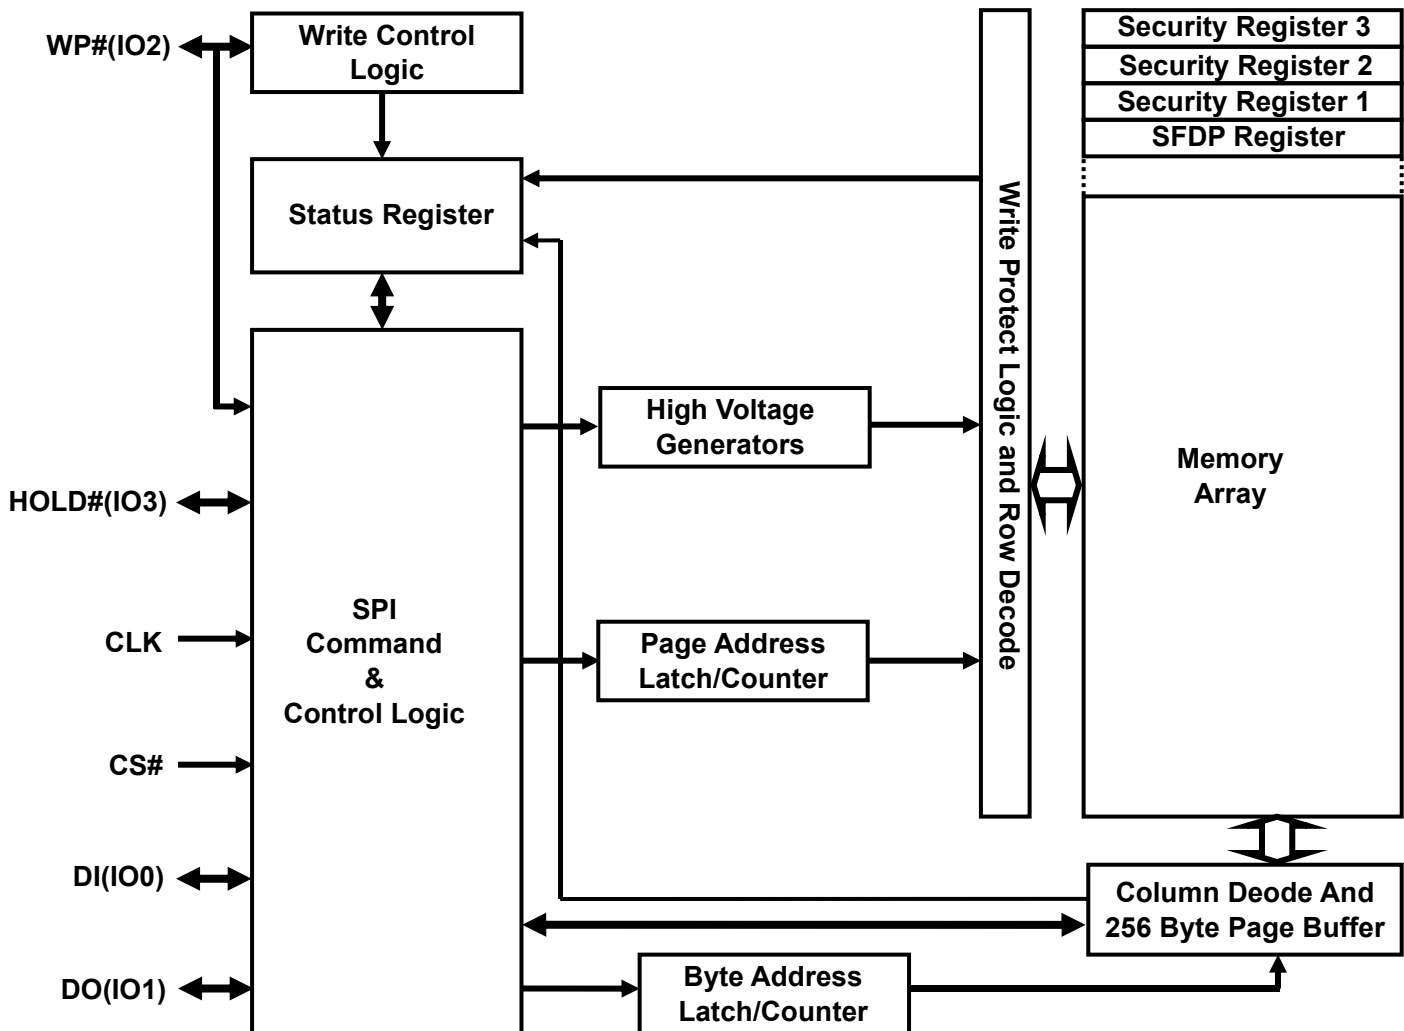 WP#(IO2)
Write Control
Logic
Security Register 3
Security Register 2
Security Register 1
SFDP Register
Status Register
Write Protect Logic and Row Decode
High Voltage
Generators
Memory
Array
HOLD#(IO3)
SPI
Command
&
Control Logic
CLK
Page Address
Latch/Counter
CS#
DI(IO0)
Column Deode And
256 Byte Page Buffer
DO(IO1)
Byte Address
Latch/Counter